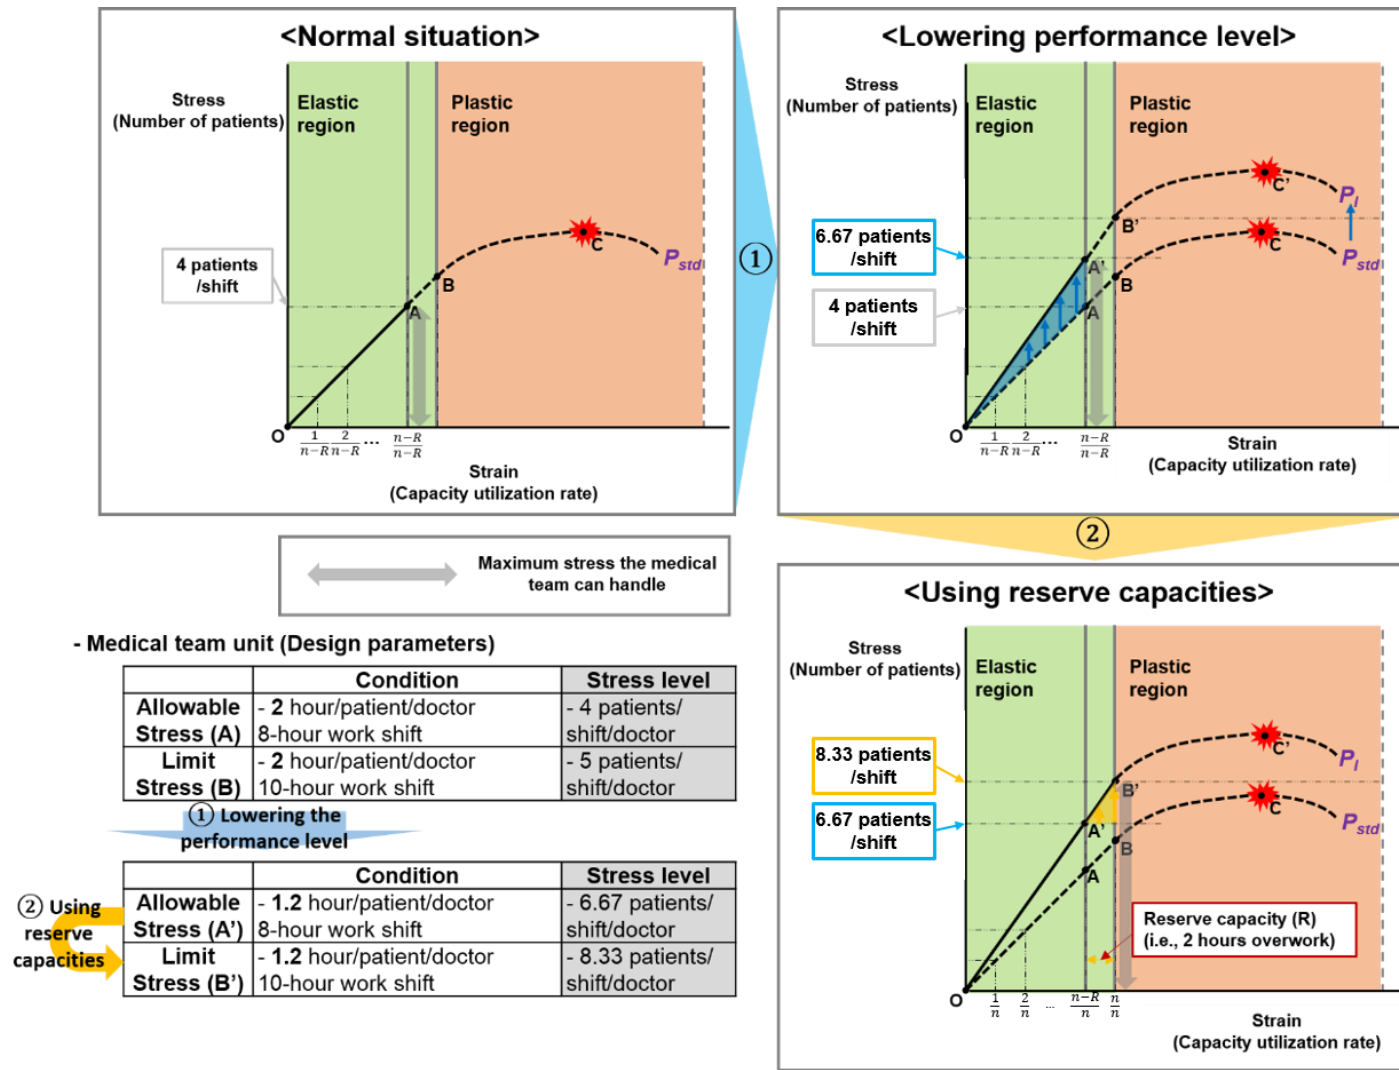 <Normal situation>
Stress
(Number of patients)
Elastic
region
Plastic
region
4 patients
/shift
A
B
C
P_std
O
1/n−R 2/n−R ... n−R/n−R
Strain
(Capacity utilization rate)
①
<Lowering performance level>
Stress
(Number of patients)
Elastic
region
Plastic
region
6.67 patients
/shift
4 patients
/shift
A'
A
B'
B
C'
C
P_l
P_std
O
1/n−R 2/n−R ... n−R/n−R
Strain
(Capacity utilization rate)
②
Maximum stress the medical
team can handle
- Medical team unit (Design parameters)
Condition Stress level
Allowable - 2 hour/patient/doctor - 4 patients/
Stress (A) 8-hour work shift shift/doctor
Limit - 2 hour/patient/doctor - 5 patients/
Stress (B) 10-hour work shift shift/doctor
① Lowering the
performance level
Condition Stress level
Allowable - 1.2 hour/patient/doctor - 6.67 patients/
Stress (A') 8-hour work shift shift/doctor
Limit - 1.2 hour/patient/doctor - 8.33 patients/
Stress (B') 10-hour work shift shift/doctor
② Using
reserve
capacities
<Using reserve capacities>
Stress
(Number of patients)
Elastic
region
Plastic
region
8.33 patients
/shift
6.67 patients
/shift
A'
A
B'
B
C'
C
P_l
P_std
Reserve capacity (R)
(i.e., 2 hours overwork)
O
1/n 2/n ... n−R/n n/n
Strain
(Capacity utilization rate)